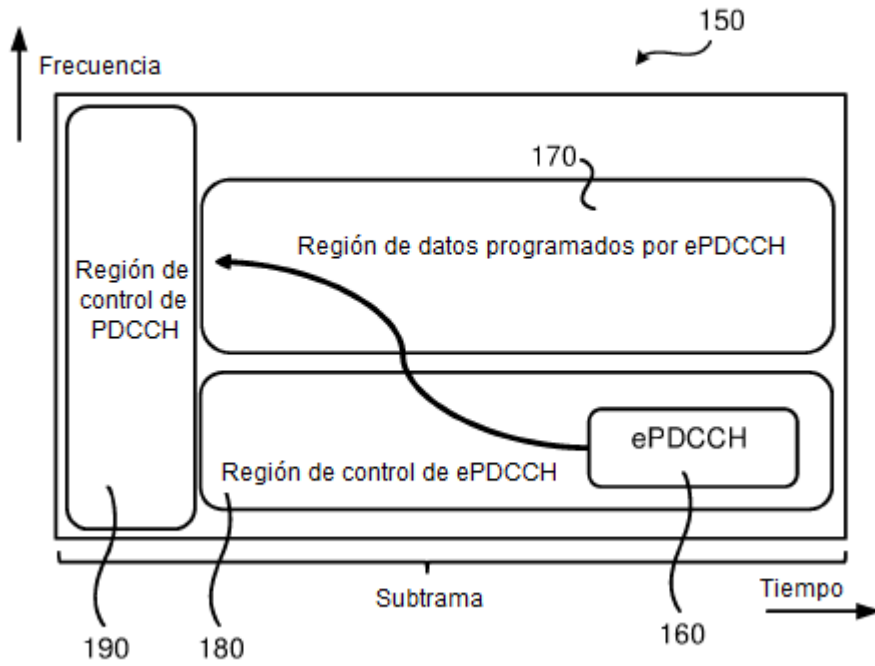 150
Frecuencia
170
Región de datos programados por ePDCCH
Región de
control de
PDCCH
ePDCCH
Región de control de ePDCCH
Subtrama
Tiempo
190
180
160